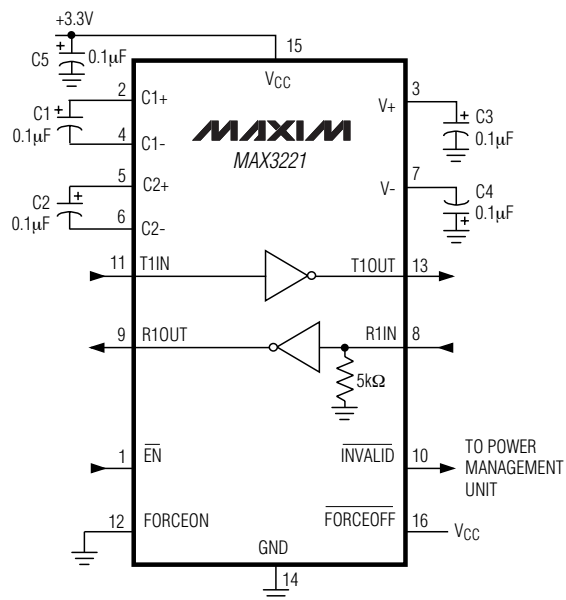 +3.3V
C5
+
0.1µF
15
VCC
2
C1+
C1
+
0.1µF
4
C1-
5
C2+
C2
+
0.1µF
6
C2-
MAXIM
MAX3221
3
V+
+
C3
0.1µF
7
V-
C4
+
0.1µF
11
T1IN
T1OUT
13
9
R1OUT
R1IN
8
5kΩ
1
EN
INVALID
10
TO POWER
MANAGEMENT
UNIT
12
FORCEON
FORCEOFF
16
VCC
GND
14